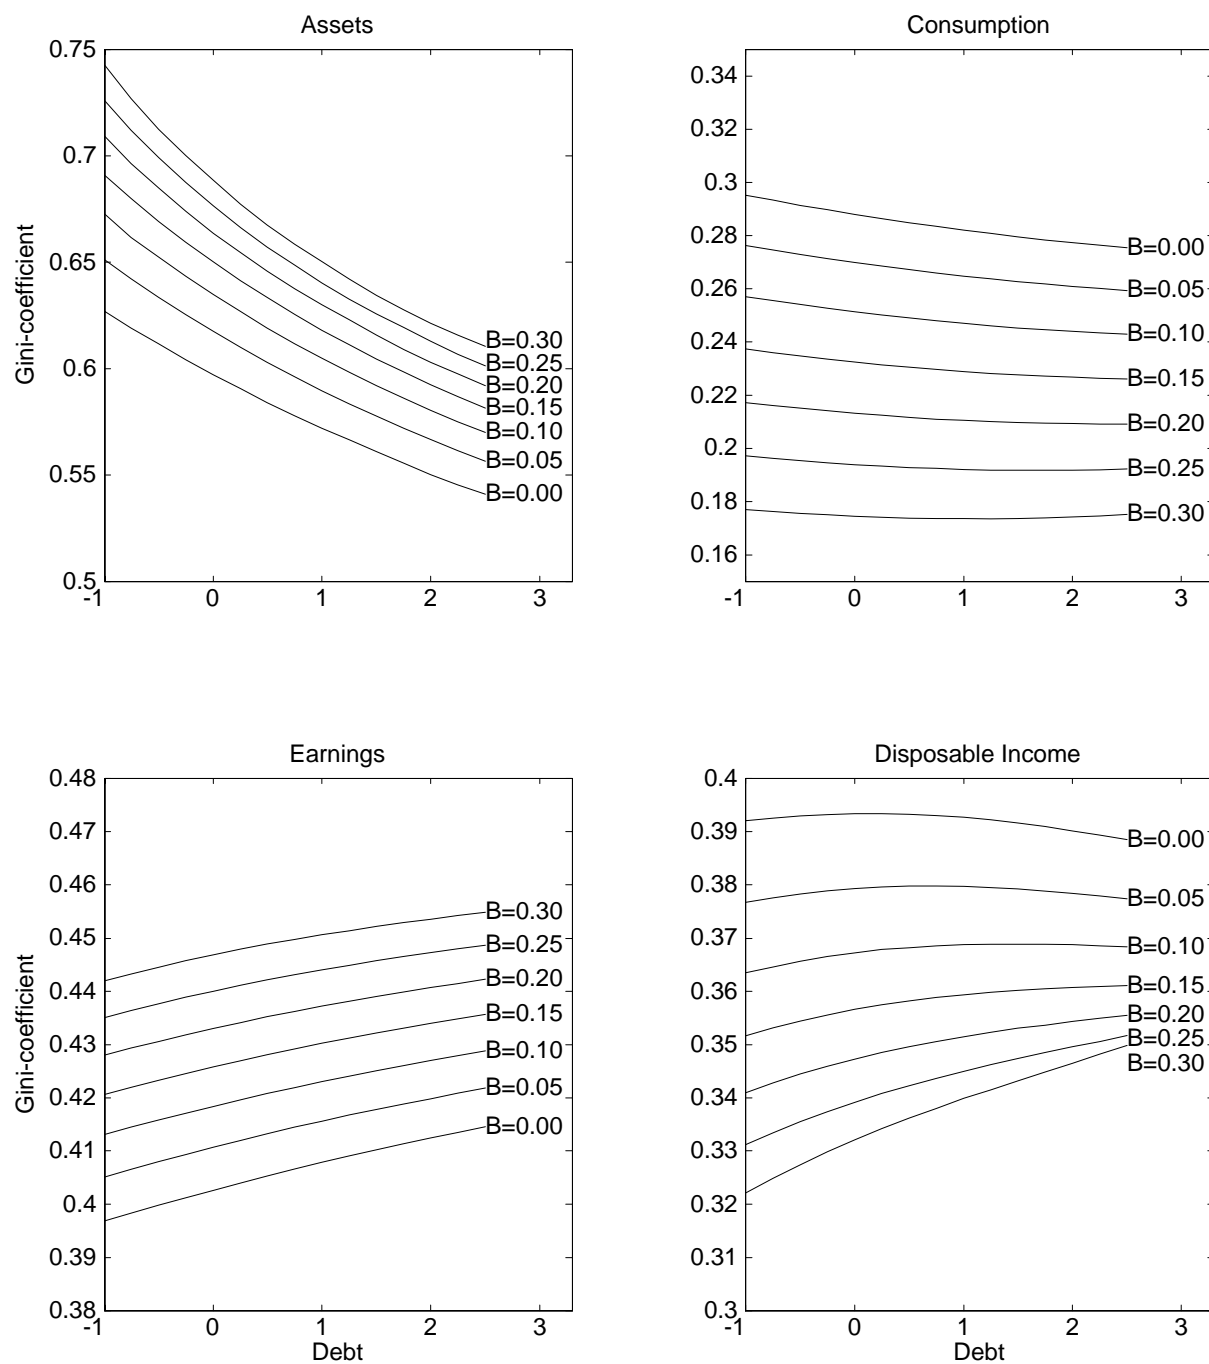 Assets
0.75
0.7
0.65
0.6
0.55
0.5
Gini-coefficient
B=0.30
B=0.25
B=0.20
B=0.15
B=0.10
B=0.05
B=0.00
-1 0 1 2 3
Consumption
0.34
0.32
0.3
0.28
0.26
0.24
0.22
0.2
0.18
0.16
B=0.00
B=0.05
B=0.10
B=0.15
B=0.20
B=0.25
B=0.30
-1 0 1 2 3
Earnings
0.48
0.47
0.46
0.45
0.44
0.43
0.42
0.41
0.4
0.39
0.38
Gini-coefficient
B=0.30
B=0.25
B=0.20
B=0.15
B=0.10
B=0.05
B=0.00
-1 0 1 2 3
Debt
Disposable Income
0.4
0.39
0.38
0.37
0.36
0.35
0.34
0.33
0.32
0.31
0.3
B=0.00
B=0.05
B=0.10
B=0.15
B=0.20
B=0.25
B=0.30
-1 0 1 2 3
Debt